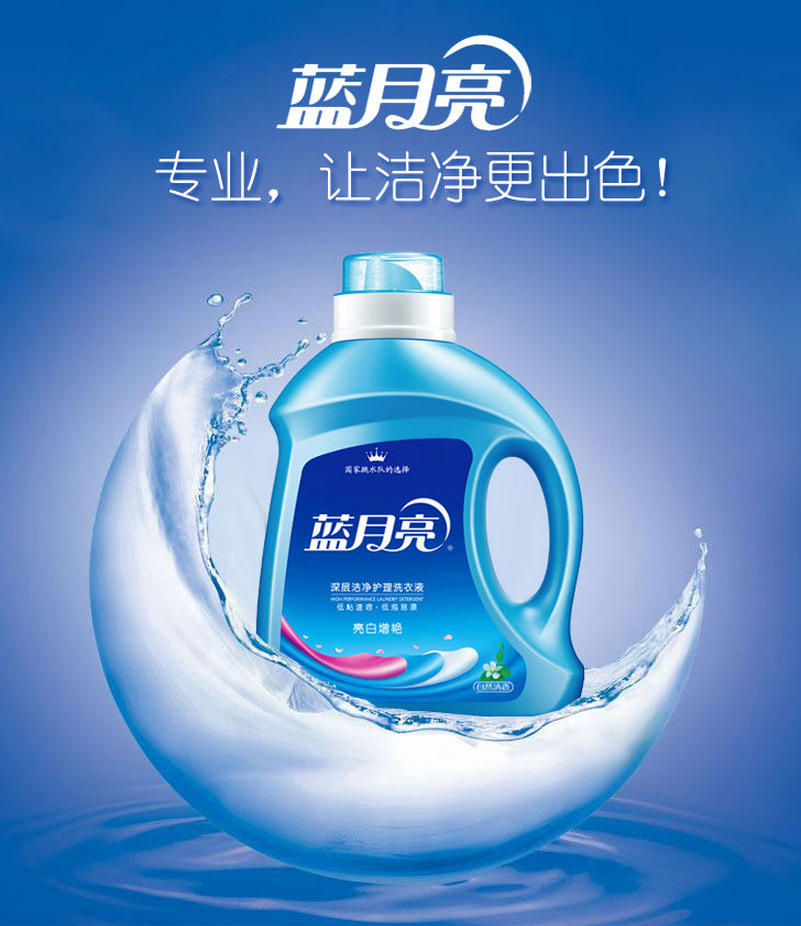 蓝月亮
专业，让洁净更出色！
国家跳水队的选择
蓝月亮®
深层洁净护理洗衣液
HIGH PERFORMANCE LAUNDRY DETERGENT
低粘速溶·低泡易漂
亮白增艳
自然清香